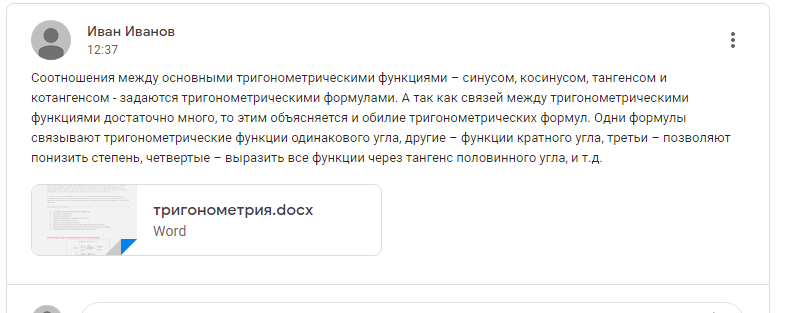 Иван Иванов
12:37
Соотношения между основными тригонометрическими функциями – синусом, косинусом, тангенсом и
котангенсом - задаются тригонометрическими формулами. А так как связей между тригонометрическими
функциями достаточно много, то этим объясняется и обилие тригонометрических формул. Одни формулы
связывают тригонометрические функции одинакового угла, другие – функции кратного угла, третьи – позволяют
понизить степень, четвертые – выразить все функции через тангенс половинного угла, и т.д.
тригонометрия.docx
Word